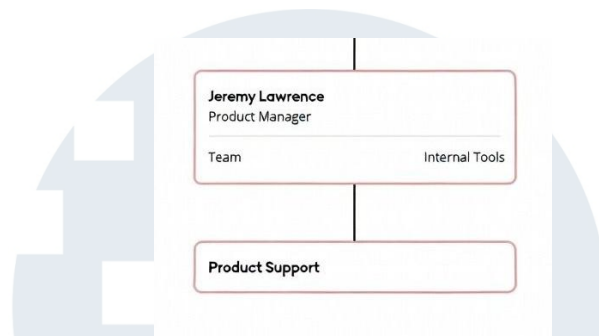 Jeremy Lawrence
Product Manager
Team Internal Tools
Product Support